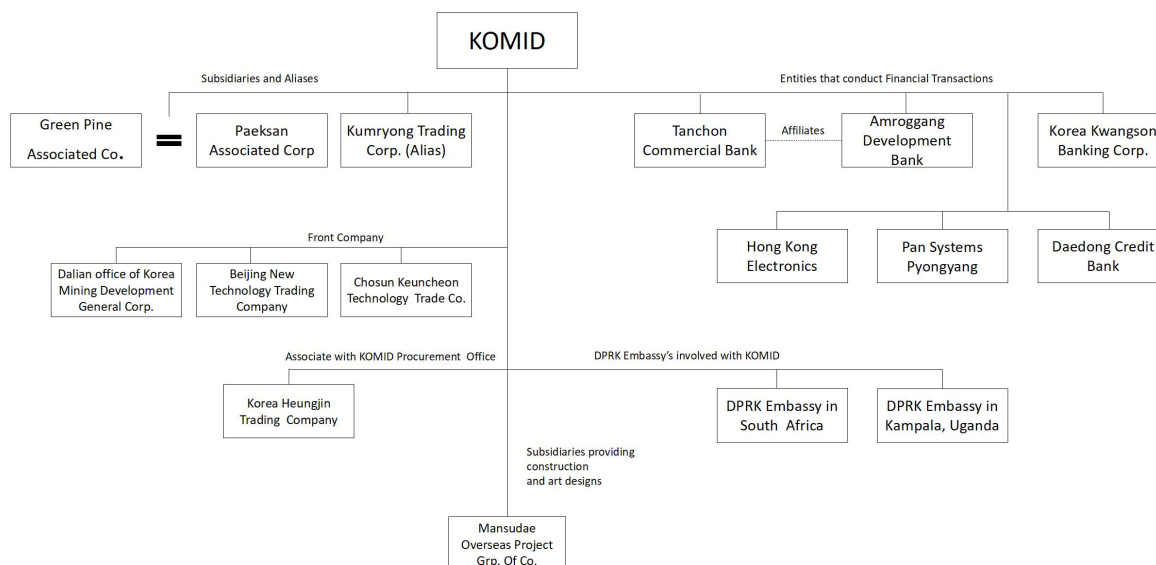 KOMID
Subsidiaries and Aliases
Entities that conduct Financial Transactions
Green Pine
Associated Co.
=
Paeksan
Associated Corp
Kumryong Trading
Corp. (Alias)
Tanchon
Commercial Bank
Affiliates
Amroggang
Development
Bank
Korea Kwangson
Banking Corp.
Front Company
Hong Kong
Electronics
Pan Systems
Pyongyang
Daedong Credit
Bank
Dalian office of Korea
Mining Development
General Corp.
Beijing New
Technology Trading
Company
Chosun Keuncheon
Technology Trade Co.
Associate with KOMID Procurement Office
DPRK Embassy's involved with KOMID
Korea Heungjin
Trading Company
DPRK Embassy in
South Africa
DPRK Embassy in
Kampala, Uganda
Subsidiaries providing
construction
and art designs
Mansudae
Overseas Project
Grp. Of Co.